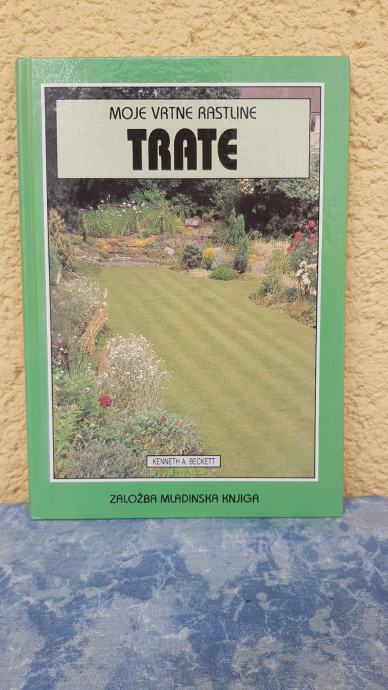 MOJE VRTNE RASTLINE
TRATE
KENNETH A. BECKETT
ZALOŽBA MLADINSKA KNJIGA